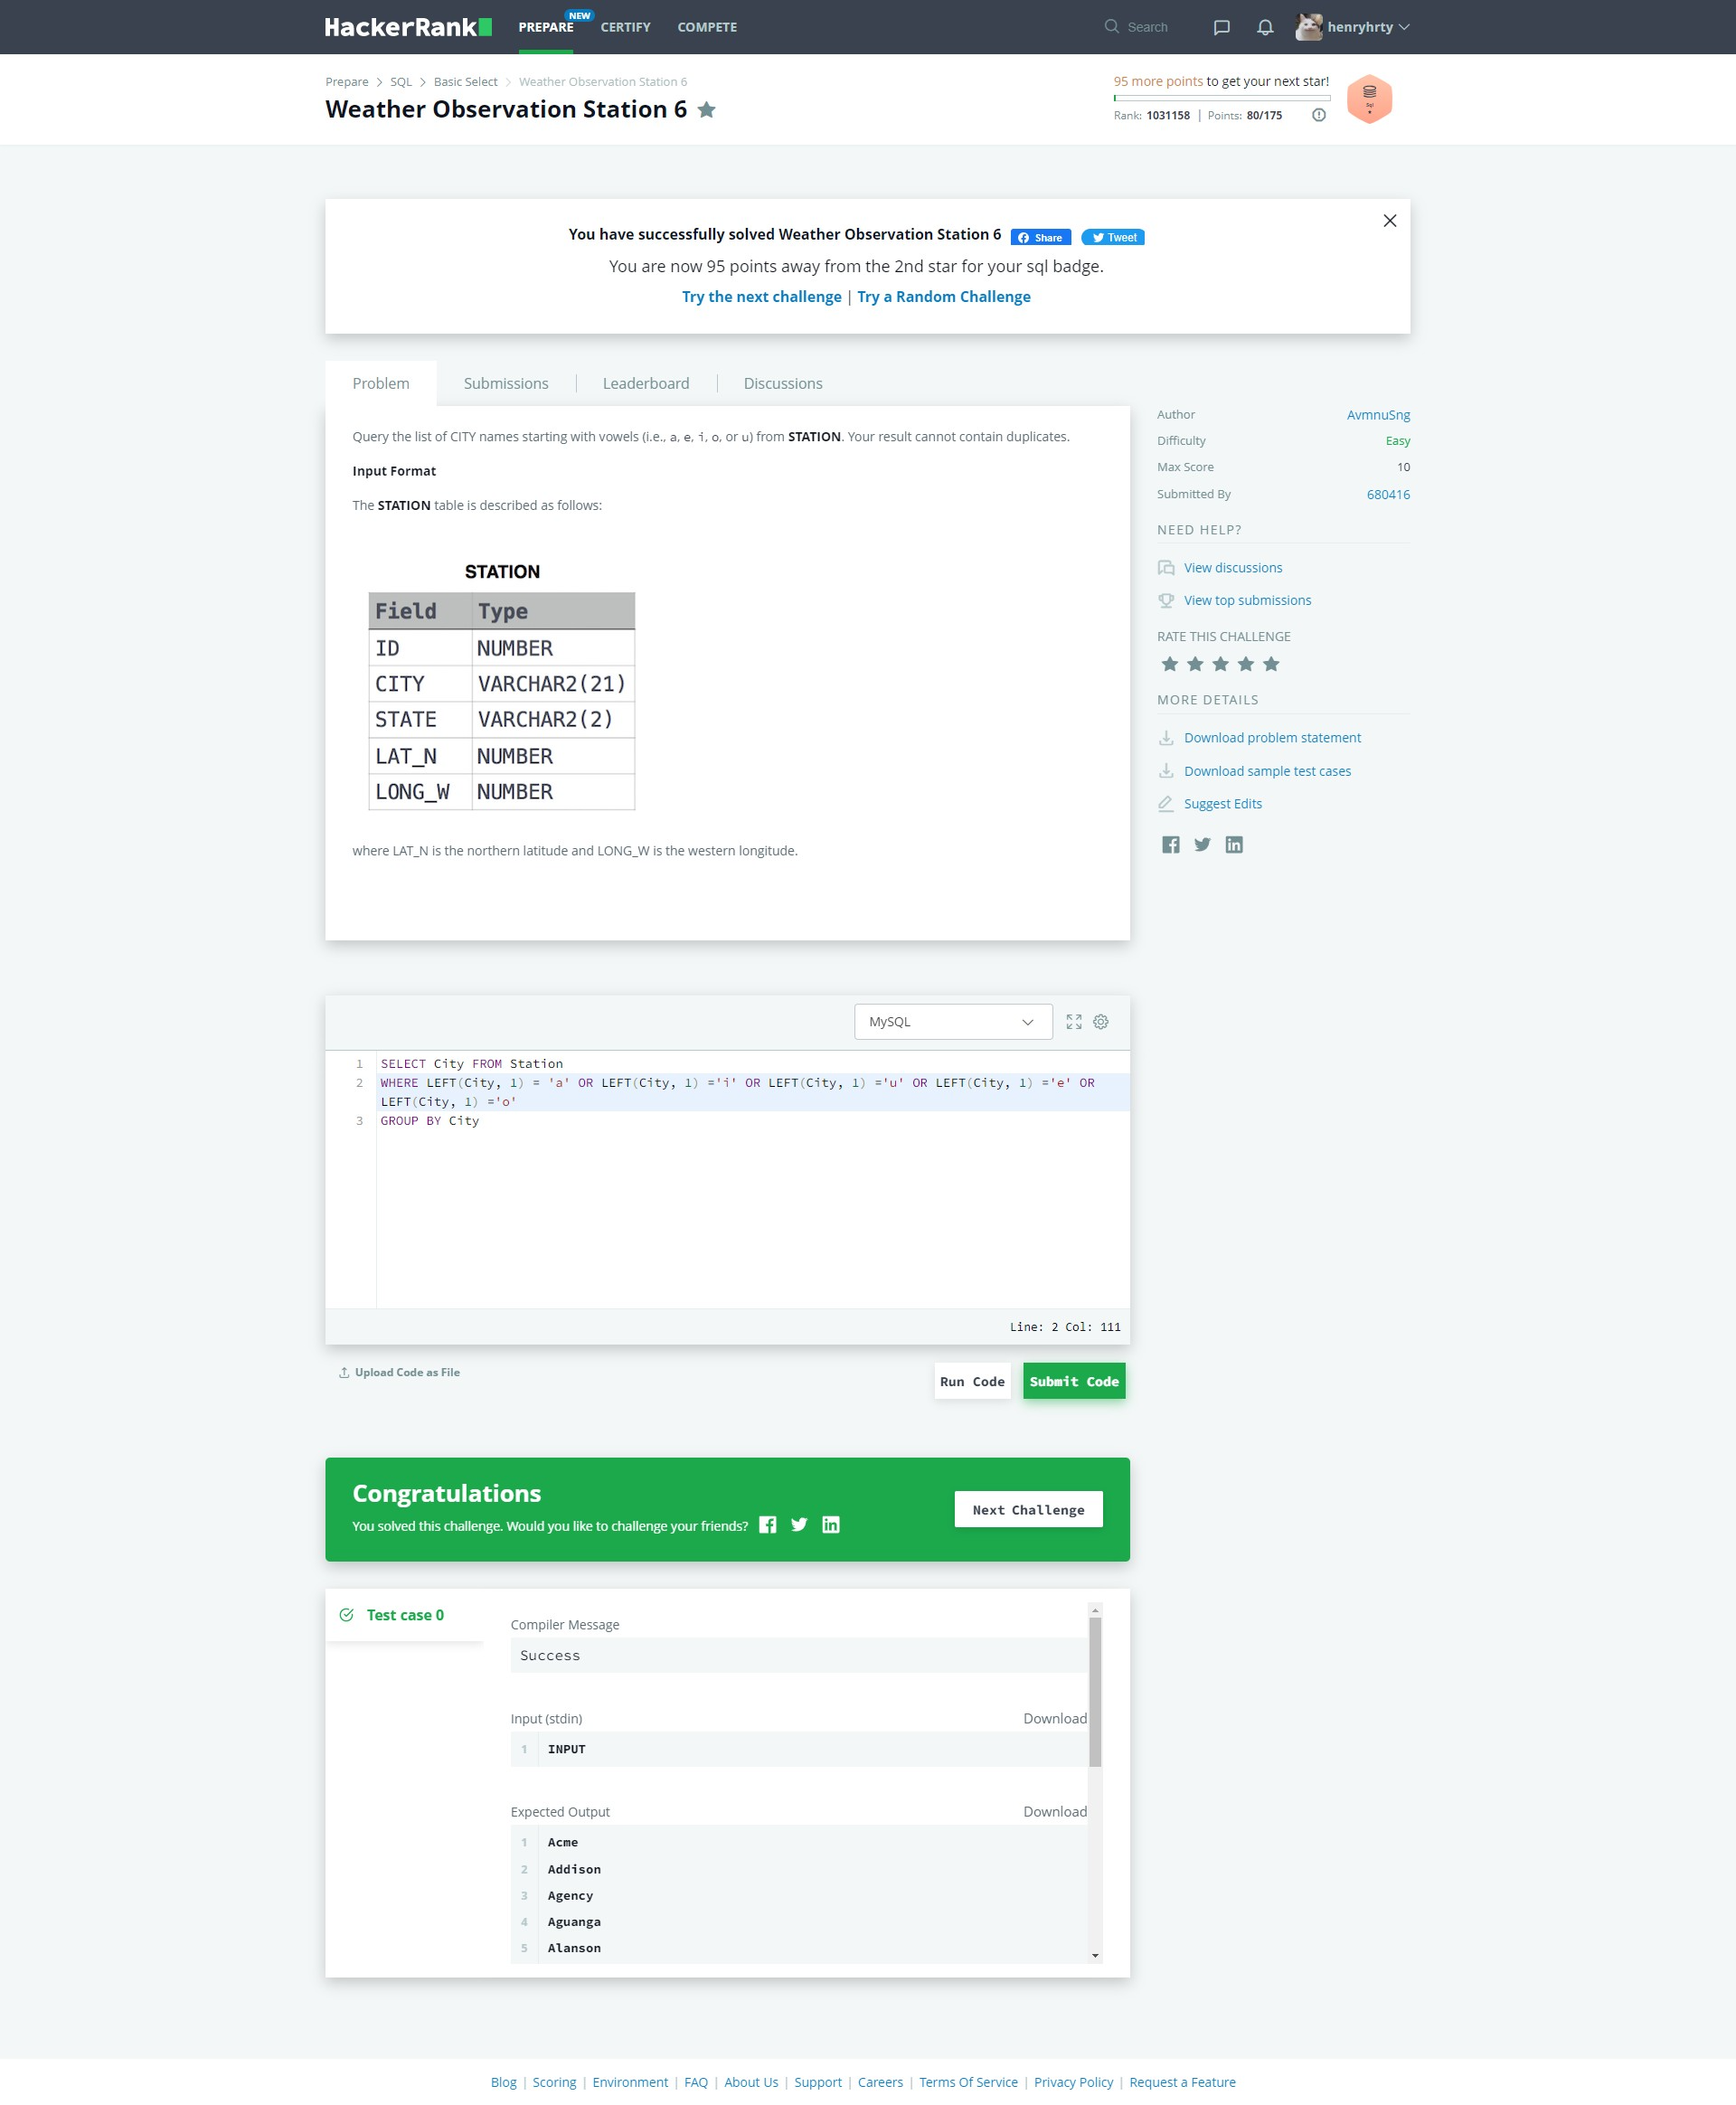 HackerRank
PREPARE
NEW
CERTIFY
COMPETE
Search
henryhrty
Prepare > SQL > Basic Select > Weather Observation Station 6
Weather Observation Station 6
95 more points to get your next star!
Rank: 1031158 | Points: 80/175
Sql
You have successfully solved Weather Observation Station 6
Share
Tweet
You are now 95 points away from the 2nd star for your sql badge.
Try the next challenge | Try a Random Challenge
Problem
Submissions
Leaderboard
Discussions
Query the list of CITY names starting with vowels (i.e., a, e, i, o, or u) from STATION. Your result cannot contain duplicates.
Input Format
The STATION table is described as follows:
STATION
Field Type
ID NUMBER
CITY VARCHAR2(21)
STATE VARCHAR2(2)
LAT_N NUMBER
LONG_W NUMBER
where LAT_N is the northern latitude and LONG_W is the western longitude.
Author AvmnuSng
Difficulty Easy
Max Score 10
Submitted By 680416
NEED HELP?
View discussions
View top submissions
RATE THIS CHALLENGE
MORE DETAILS
Download problem statement
Download sample test cases
Suggest Edits
MySQL
1 SELECT City FROM Station
2 WHERE LEFT(City, 1) = 'a' OR LEFT(City, 1) ='i' OR LEFT(City, 1) ='u' OR LEFT(City, 1) ='e' OR
LEFT(City, 1) ='o'
3 GROUP BY City
Line: 2 Col: 111
Upload Code as File
Run Code
Submit Code
Congratulations
You solved this challenge. Would you like to challenge your friends?
Next Challenge
Test case 0
Compiler Message
Success
Input (stdin) Download
1 INPUT
Expected Output Download
1 Acme
2 Addison
3 Agency
4 Aguanga
5 Alanson
Blog | Scoring | Environment | FAQ | About Us | Support | Careers | Terms Of Service | Privacy Policy | Request a Feature